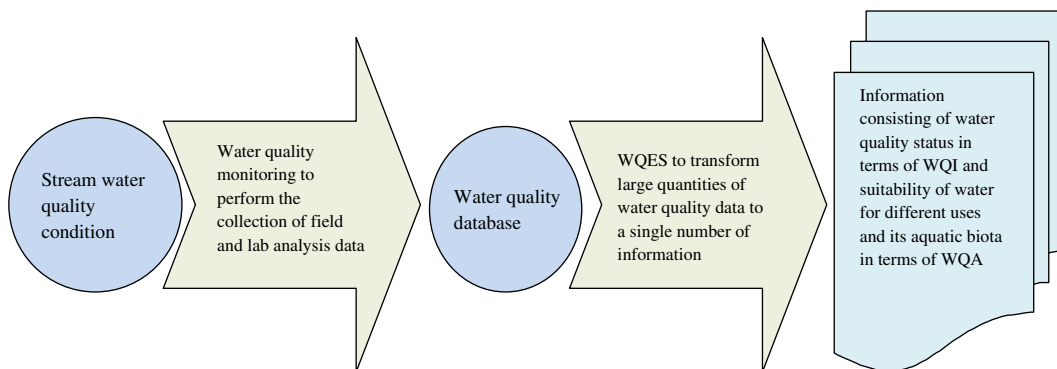 Stream water
quality
condition
Water quality
monitoring to
perform the
collection of field
and lab analysis data
Water quality
database
WQES to transform
large quantities of
water quality data to
a single number of
information
Information
consisting of water
quality status in
terms of WQI and
suitability of water
for different uses
and its aquatic biota
in terms of WQA